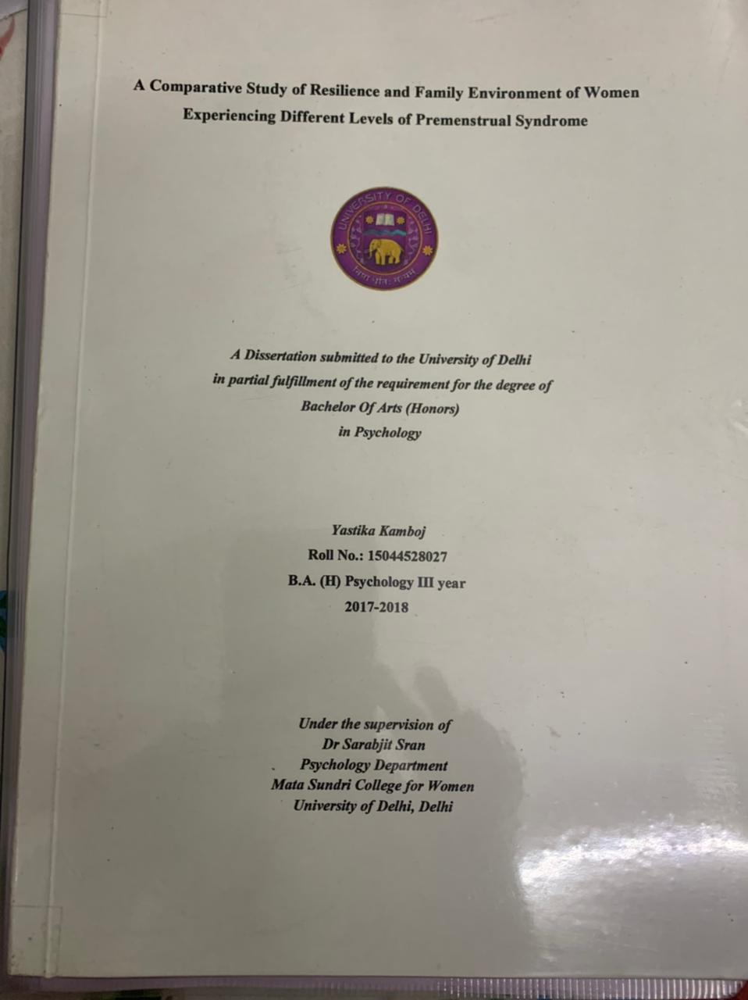 A Comparative Study of Resilience and Family Environment of Women
Experiencing Different Levels of Premenstrual Syndrome
UNIVERSITY OF DELHI
A Dissertation submitted to the University of Delhi
in partial fulfillment of the requirement for the degree of
Bachelor Of Arts (Honors)
in Psychology
Yastika Kamboj
Roll No.: 15044528027
B.A. (H) Psychology III year
2017-2018
Under the supervision of
Dr Sarabjit Sran
Psychology Department
Mata Sundri College for Women
University of Delhi, Delhi